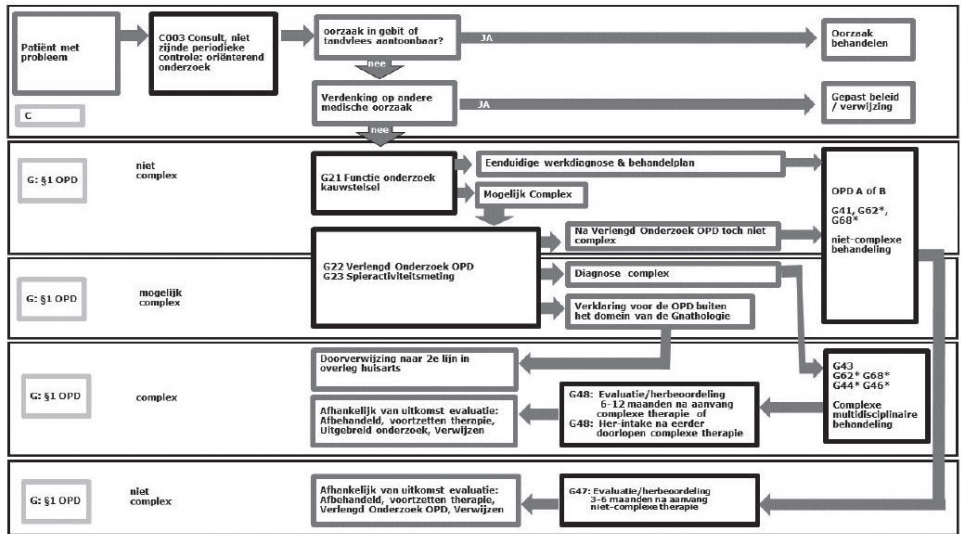 Patiënt met
probleem
C003 Consult, niet
zijnde periodieke
controle: oriënterend
onderzoek
oorzaak in gebit of
tandvlees aantoonbaar?
JA
Oorzaak
behandelen
nee
Verdenking op andere
medische oorzaak
JA
Gepast beleid
/ verwijzing
C
nee
G: §1 OPD
niet
complex
G21 Functie onderzoek
kauwstelsel
Eenduidige werkdiagnose & behandelplan
Mogelijk Complex
OPD A of B
G41, G62*,
G68*
niet-complexe
behandeling
Na Verlengd Onderzoek OPD toch niet
complex
G22 Verlengd Onderzoek OPD
G23 Spieractiviteitsmeting
G: §1 OPD
mogelijk
complex
Diagnose complex
Verklaring voor de OPD buiten
het domein van de Gnathologie
G: §1 OPD
complex
Doorverwijzing naar 2e lijn in
overleg huisarts
Afhankelijk van uitkomst evaluatie:
Afbehandeld, voortzetten therapie,
Uitgebreid onderzoek, Verwijzen
G48: Evaluatie/herbeoordeling
6-12 maanden na aanvang
complexe therapie of
G48: Her-intake na eerder
doorlopen complexe therapie
G43
G62* G68*
G44* G46*
Complexe
multidisciplinaire
behandeling
G: §1 OPD
niet
complex
Afhankelijk van uitkomst evaluatie:
Afbehandeld, voortzetten therapie,
Verlengd Onderzoek OPD, Verwijzen
G47: Evaluatie/herbeoordeling
3-6 maanden na aanvang
niet-complexe therapie